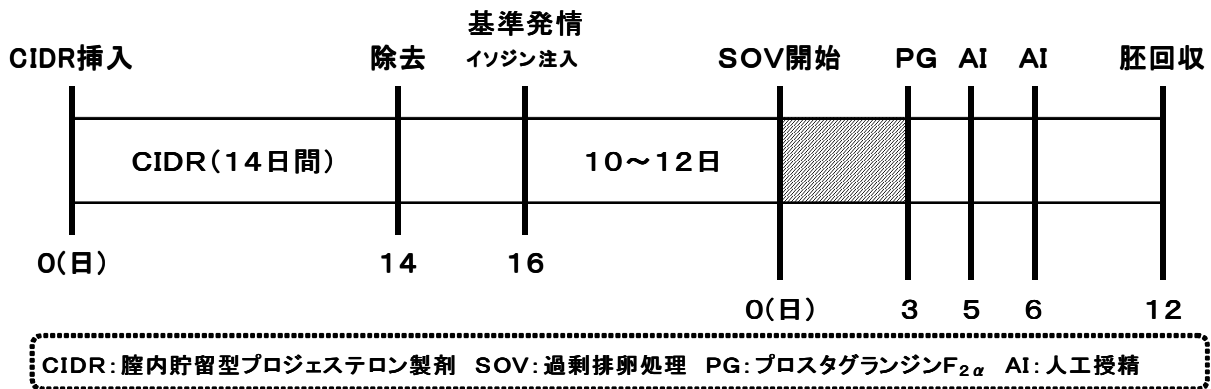 基準発情
CIDR挿入 除去 イソジン注入 SOV開始 PG AI AI 胚回収
CIDR(14日間) 10～12日
0(日) 14 16
0(日) 3 5 6 12
CIDR:膣内貯留型プロジェステロン製剤 SOV:過剰排卵処理 PG:プロスタグランジンF₂α AI:人工授精